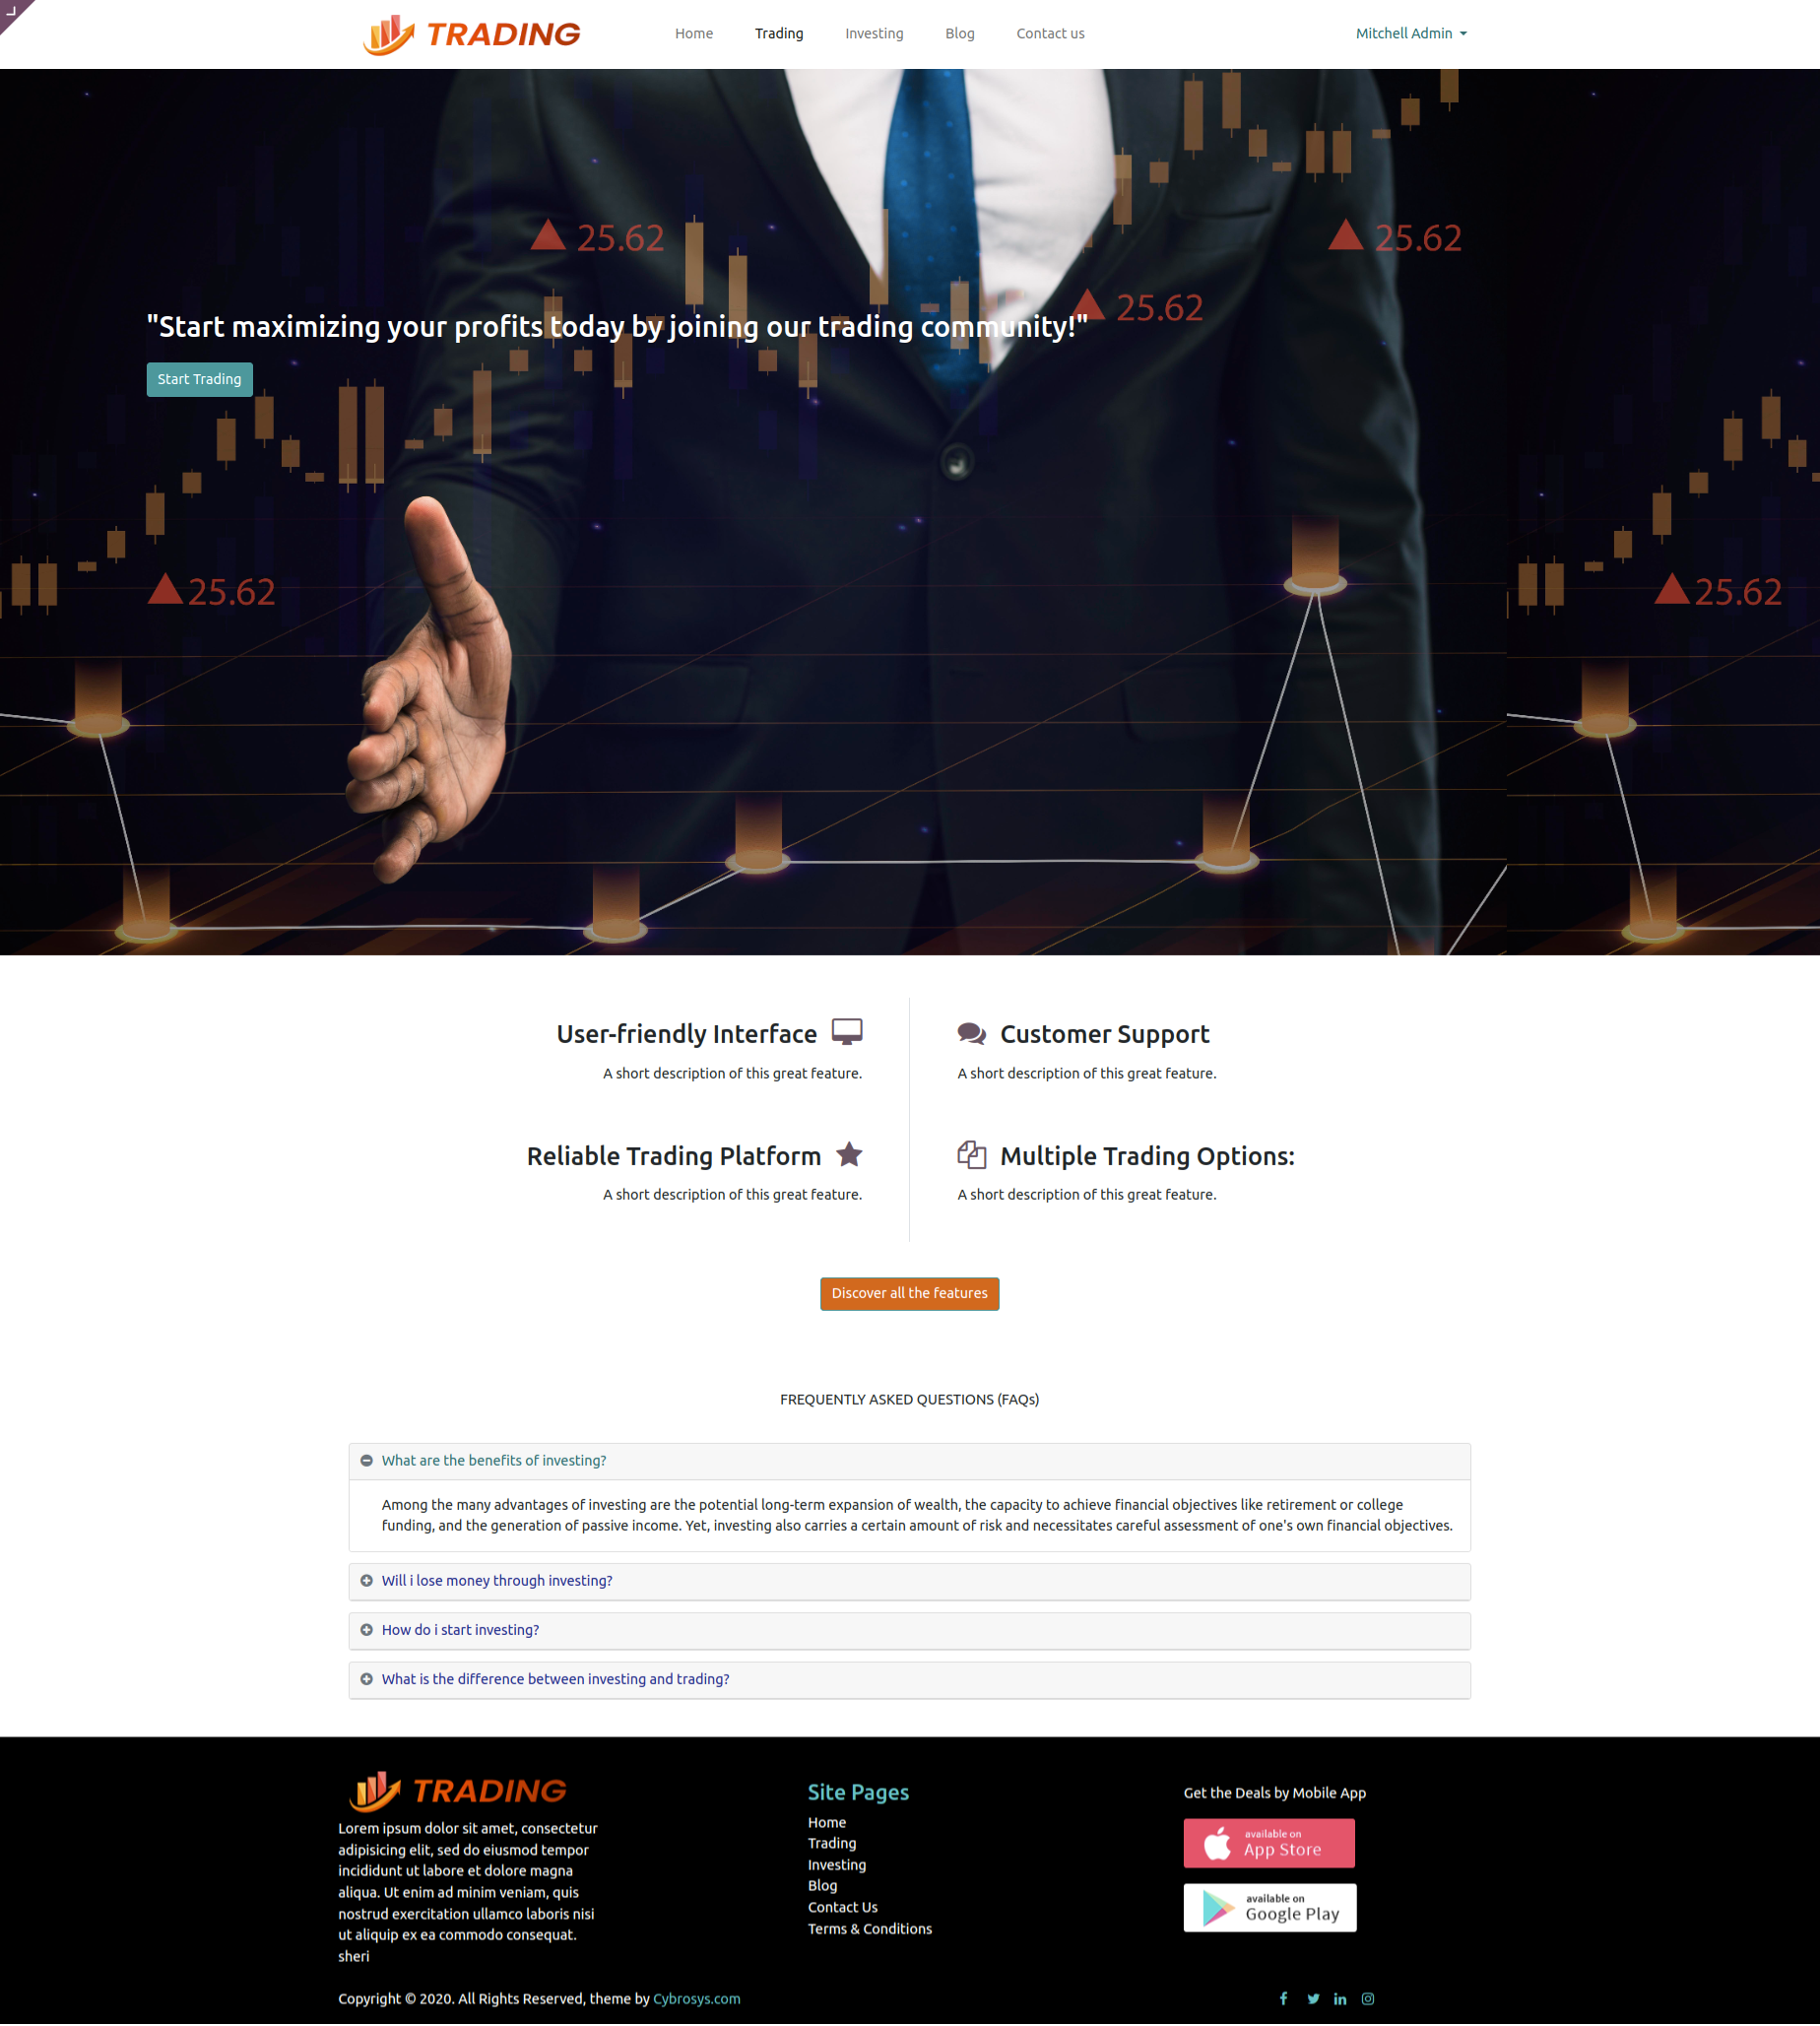 TRADING
Home
Trading
Investing
Blog
Contact us
Mitchell Admin
25.62
25.62
25.62
"Start maximizing your profits today by joining our trading community!"
Start Trading
25.62
25.62
User-friendly Interface
A short description of this great feature.
Customer Support
A short description of this great feature.
Reliable Trading Platform
A short description of this great feature.
Multiple Trading Options:
A short description of this great feature.
Discover all the features
FREQUENTLY ASKED QUESTIONS (FAQs)
What are the benefits of investing?
Among the many advantages of investing are the potential long-term expansion of wealth, the capacity to achieve financial objectives like retirement or college
funding, and the generation of passive income. Yet, investing also carries a certain amount of risk and necessitates careful assessment of one's own financial objectives.
Will i lose money through investing?
How do i start investing?
What is the difference between investing and trading?
TRADING
Lorem ipsum dolor sit amet, consectetur
adipisicing elit, sed do eiusmod tempor
incididunt ut labore et dolore magna
aliqua. Ut enim ad minim veniam, quis
nostrud exercitation ullamco laboris nisi
ut aliquip ex ea commodo consequat.
sheri
Site Pages
Home
Trading
Investing
Blog
Contact Us
Terms & Conditions
Get the Deals by Mobile App
available on
App Store
available on
Google Play
Copyright © 2020. All Rights Reserved, theme by Cybrosys.com